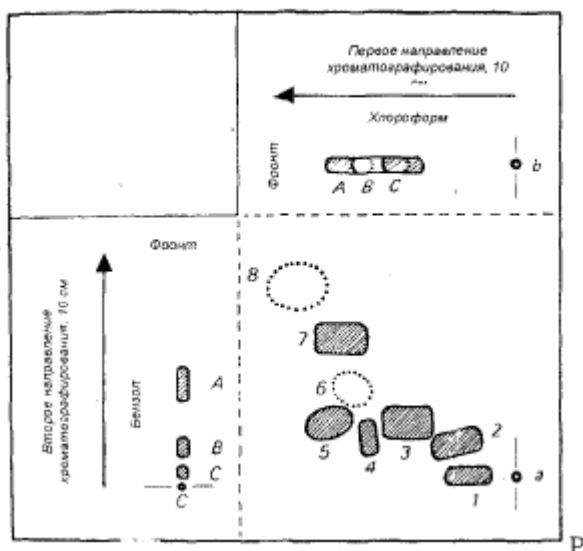 Первое направление
хроматографирования, 10
Хлороформ
Фронт
A B C
b
Фронт
Второе направление
хроматографирования, 10 см
Бензол
A
B
C
C
8
7
6
5
4
3
2
1
a
Р